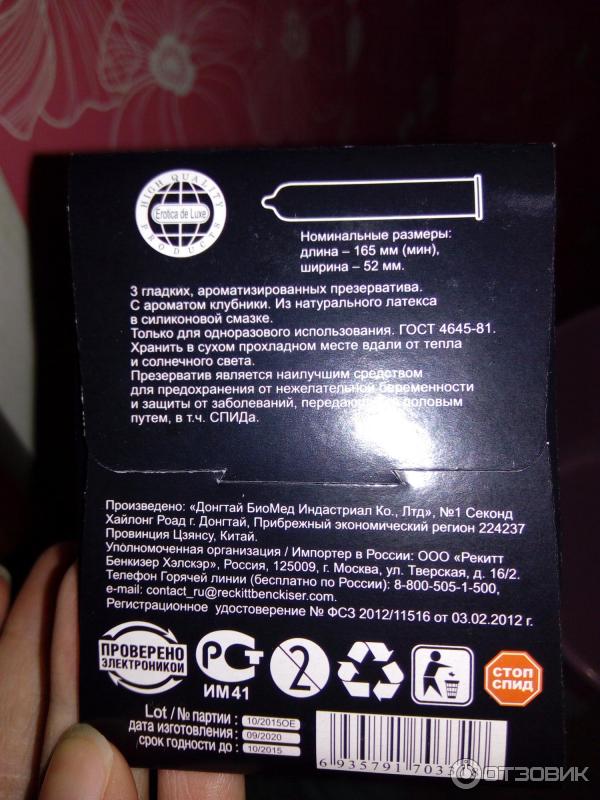 HIGH QUALITY
Erotica de Luxe
PRODUCTS
Номинальные размеры:
длина – 165 мм (мин),
ширина – 52 мм.
3 гладких, ароматизированных презерватива.
С ароматом клубники. Из натурального латекса
в силиконовой смазке.
Только для одноразового использования. ГОСТ 4645-81.
Хранить в сухом прохладном месте вдали от тепла
и солнечного света.
Презерватив является наилучшим средством
для предохранения от нежелательной беременности
и защиты от заболеваний, передающихся половым
путем, в т.ч. СПИДа.
Произведено: «Донгтай БиоМед Индастриал Ко., Лтд», №1 Секонд
Хайлонг Роад г. Донгтай, Прибрежный экономический регион 224237
Провинция Цзянсу, Китай.
Уполномоченная организация / Импортер в России: ООО «Рекитт
Бенкизер Хэлскэр», Россия, 125009, г. Москва, ул. Тверская, д. 16/2.
Телефон Горячей линии (бесплатно по России): 8-800-505-1-500,
e-mail: contact_ru@reckittbenckiser.com.
Регистрационное удостоверение № ФСЗ 2012/11516 от 03.02.2012 г.
ПРОВЕРЕНО
ЭЛЕКТРОНИКОЙ
РСТ
ИМ41
2
СТОП
СПИД
Lot / № партии : 10/2015OE
дата изготовления : 09/2020
срок годности до : 10/2015
6 935791 7033
ОТЗОВИК